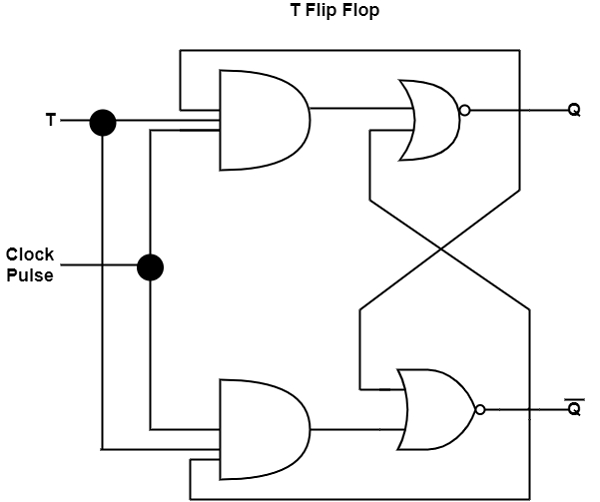 T Flip Flop
T
Q
Clock
Pulse
Q̅